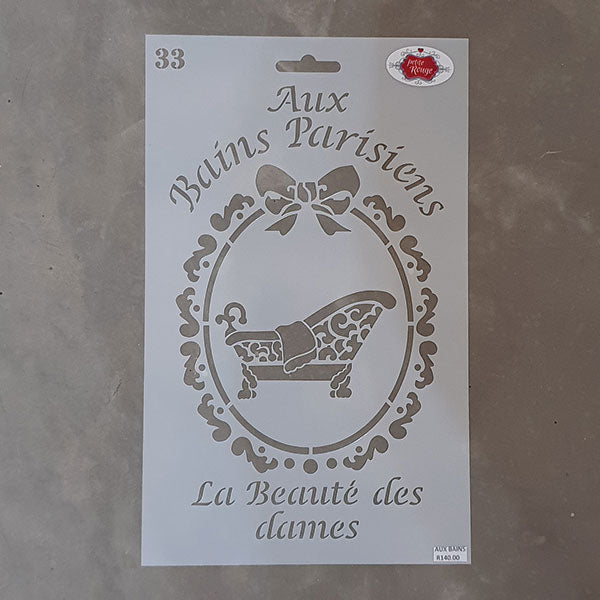 33
petite
Rouge
Aux
Bains Parisiens
La Beauté des
dames
AUX BAINS
R140.00